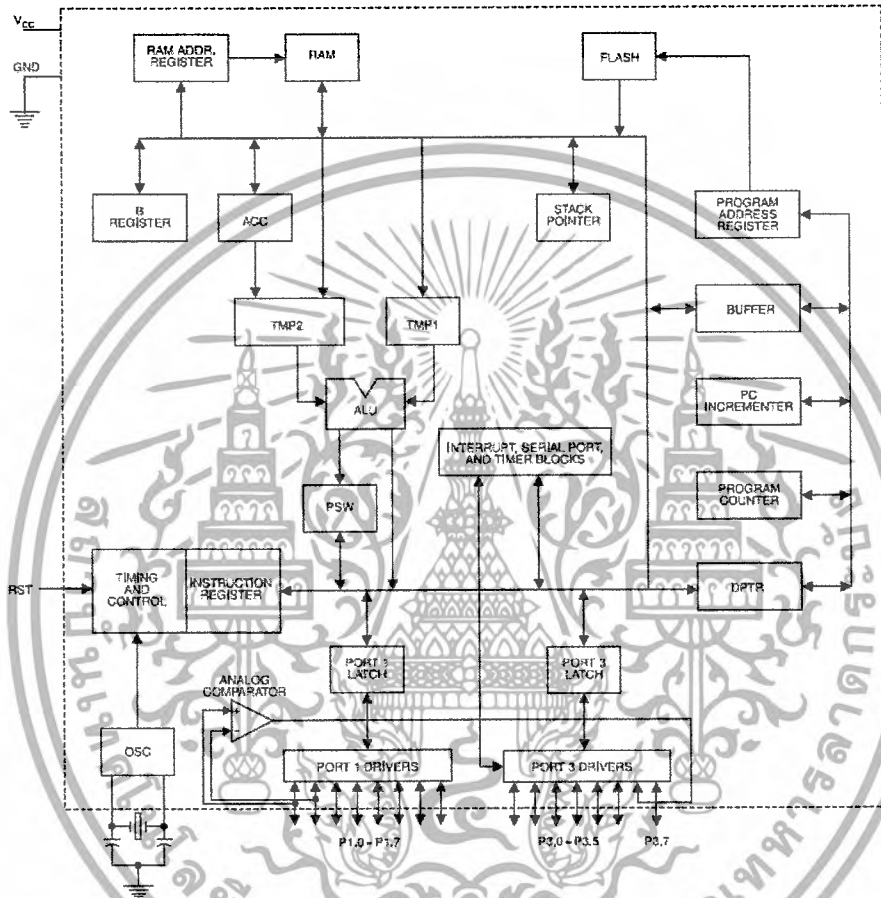 VCC
GND
RAM ADDR.
REGISTER
RAM
FLASH
B
REGISTER
ACC
STACK
POINTER
PROGRAM
ADDRESS
REGISTER
TMP2
TMP1
BUFFER
ALU
PC
INCREMENTER
INTERRUPT, SERIAL PORT,
AND TIMER BLOCKS
PSW
PROGRAM
COUNTER
RST
TIMING
AND
CONTROL
INSTRUCTION
REGISTER
DPTR
PORT 1
LATCH
PORT 3
LATCH
ANALOG
COMPARATOR
+
-
OSC
PORT 1 DRIVERS
PORT 3 DRIVERS
P1.0 - P1.7
P3.0 - P3.5
P3.7